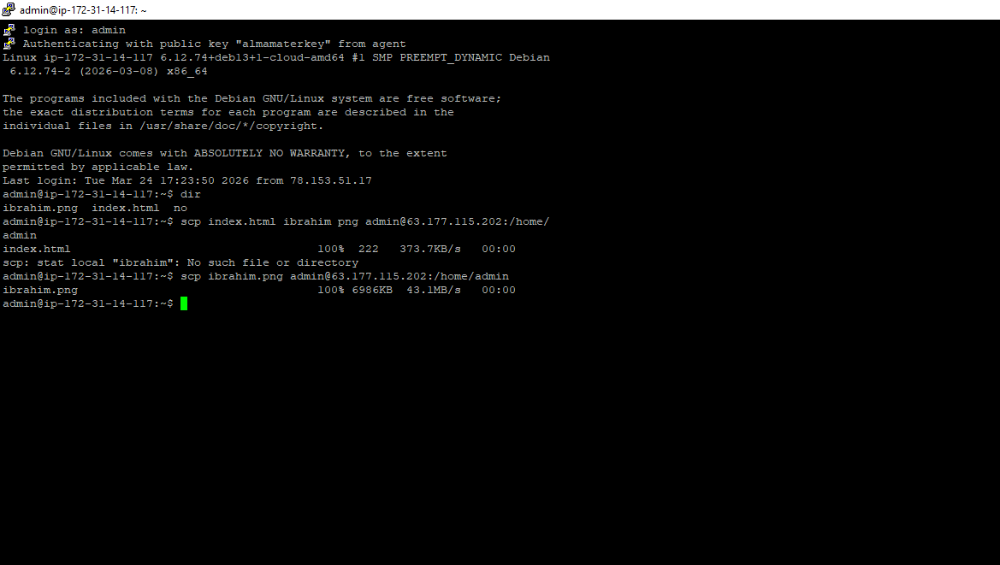 admin@ip-172-31-14-117: ~
login as: admin
Authenticating with public key "almamaterkey" from agent
Linux ip-172-31-14-117 6.12.74+deb13+1-cloud-amd64 #1 SMP PREEMPT_DYNAMIC Debian
6.12.74-2 (2026-03-08) x86_64
The programs included with the Debian GNU/Linux system are free software;
the exact distribution terms for each program are described in the
individual files in /usr/share/doc/*/copyright.
Debian GNU/Linux comes with ABSOLUTELY NO WARRANTY, to the extent
permitted by applicable law.
Last login: Tue Mar 24 17:23:50 2026 from 78.153.51.17
admin@ip-172-31-14-117:~$ dir
ibrahim.png  index.html  no
admin@ip-172-31-14-117:~$ scp index.html ibrahim png admin@63.177.115.202:/home/
admin
index.html                                    100%  222   373.7KB/s   00:00
scp: stat local "ibrahim": No such file or directory
admin@ip-172-31-14-117:~$ scp ibrahim.png admin@63.177.115.202:/home/admin
ibrahim.png                                   100% 6986KB  43.1MB/s   00:00
admin@ip-172-31-14-117:~$